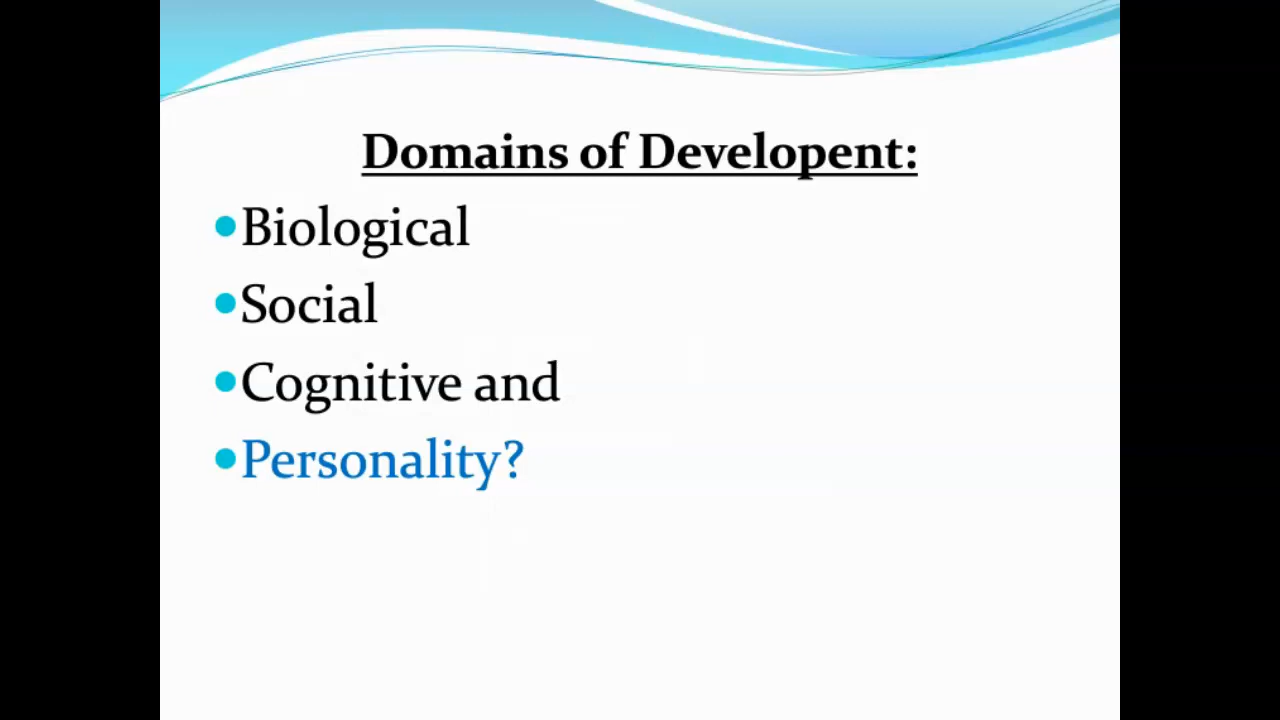 Domains of Developent:
•Biological
•Social
•Cognitive and
•Personality?